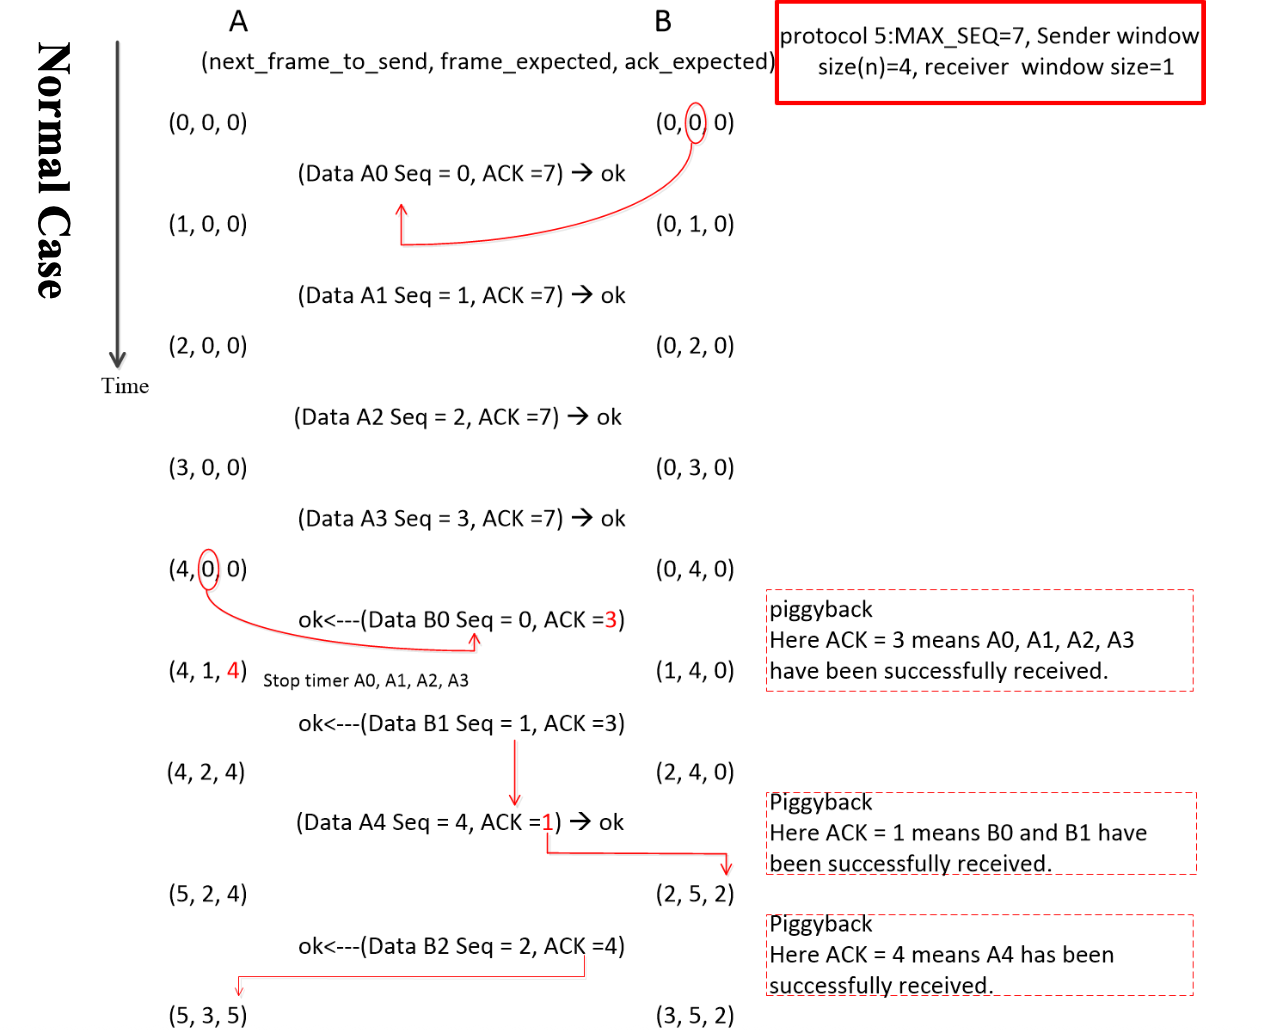 A
B
protocol 5:MAX_SEQ=7, Sender window
size(n)=4, receiver window size=1
Normal Case
(next_frame_to_send, frame_expected, ack_expected)
(0, 0, 0)
(0, 0, 0)
(Data A0 Seq = 0, ACK =7) → ok
(1, 0, 0)
(0, 1, 0)
(Data A1 Seq = 1, ACK =7) → ok
(2, 0, 0)
(0, 2, 0)
Time
(Data A2 Seq = 2, ACK =7) → ok
(3, 0, 0)
(0, 3, 0)
(Data A3 Seq = 3, ACK =7) → ok
(4, 0, 0)
(0, 4, 0)
ok<---(Data B0 Seq = 0, ACK =3)
piggyback
Here ACK = 3 means A0, A1, A2, A3
have been successfully received.
(4, 1, 4)
Stop timer A0, A1, A2, A3
(1, 4, 0)
ok<---(Data B1 Seq = 1, ACK =3)
(4, 2, 4)
(2, 4, 0)
(Data A4 Seq = 4, ACK =1) → ok
Piggyback
Here ACK = 1 means B0 and B1 have
been successfully received.
(5, 2, 4)
(2, 5, 2)
ok<---(Data B2 Seq = 2, ACK =4)
Piggyback
Here ACK = 4 means A4 has been
successfully received.
(5, 3, 5)
(3, 5, 2)